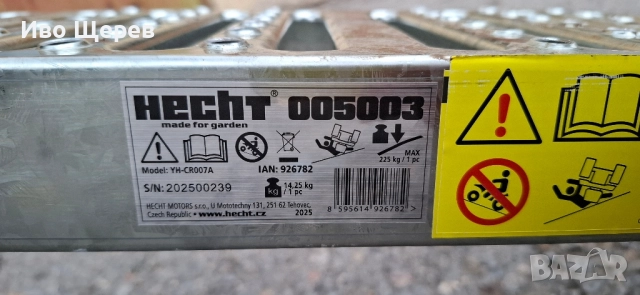 Иво Щерев
HECHT® 005003
made for garden
MAX
225 kg / 1 pc
Model: YH-CR007A
IAN: 926782
S/N: 202500239
kg
14,25 kg
/ 1 pc
HECHT MOTORS s.r.o., U Mototechny 131, 251 62 Tehovec,
Czech Republic • www.hecht.cz
2025
8 595614 926782 >
BAZAR.BG